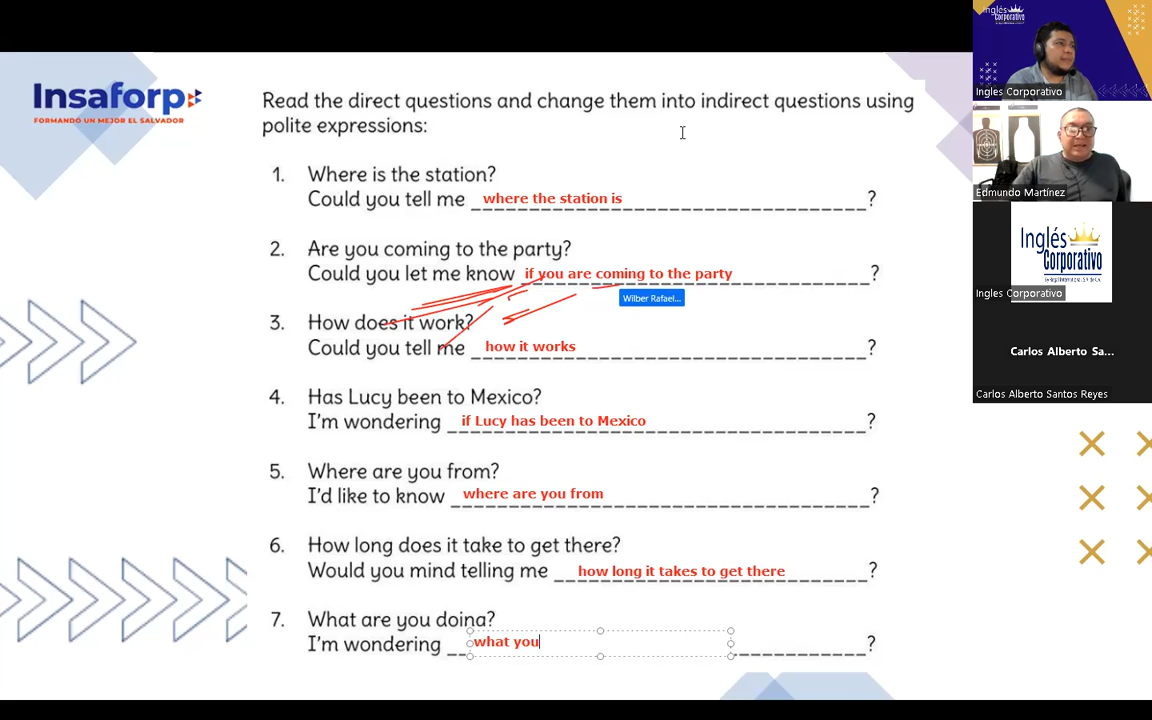 Insaforp
FORMANDO UN MEJOR EL SALVADOR
Read the direct questions and change them into indirect questions using
polite expressions:
1. Where is the station?
Could you tell me where the station is ?
2. Are you coming to the party?
Could you let me know if you are coming to the party ?
Wilber Rafael...
3. How does it work?
Could you tell me how it works ?
4. Has Lucy been to Mexico?
I'm wondering if Lucy has been to Mexico ?
5. Where are you from?
I'd like to know where are you from ?
6. How long does it take to get there?
Would you mind telling me how long it takes to get there ?
7. What are you doing?
I'm wondering what you ?
Inglés
Corporativo
Ingles Corporativo
Edmundo Martínez
Inglés
Corporativo
Ingles Corporativo
Carlos Alberto Sa...
Carlos Alberto Santos Reyes